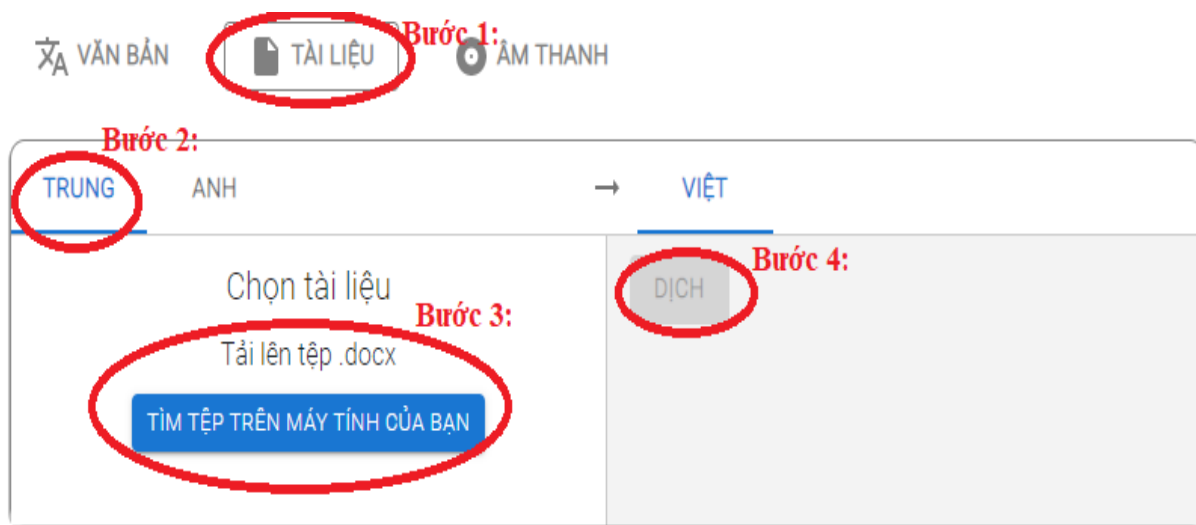 VĂN BẢN TÀI LIỆU Bước 1: ÂM THANH
Bước 2:
TRUNG ANH → VIỆT
Chọn tài liệu
Bước 3:
Tải lên tệp .docx
TÌM TỆP TRÊN MÁY TÍNH CỦA BẠN
Bước 4:
DỊCH